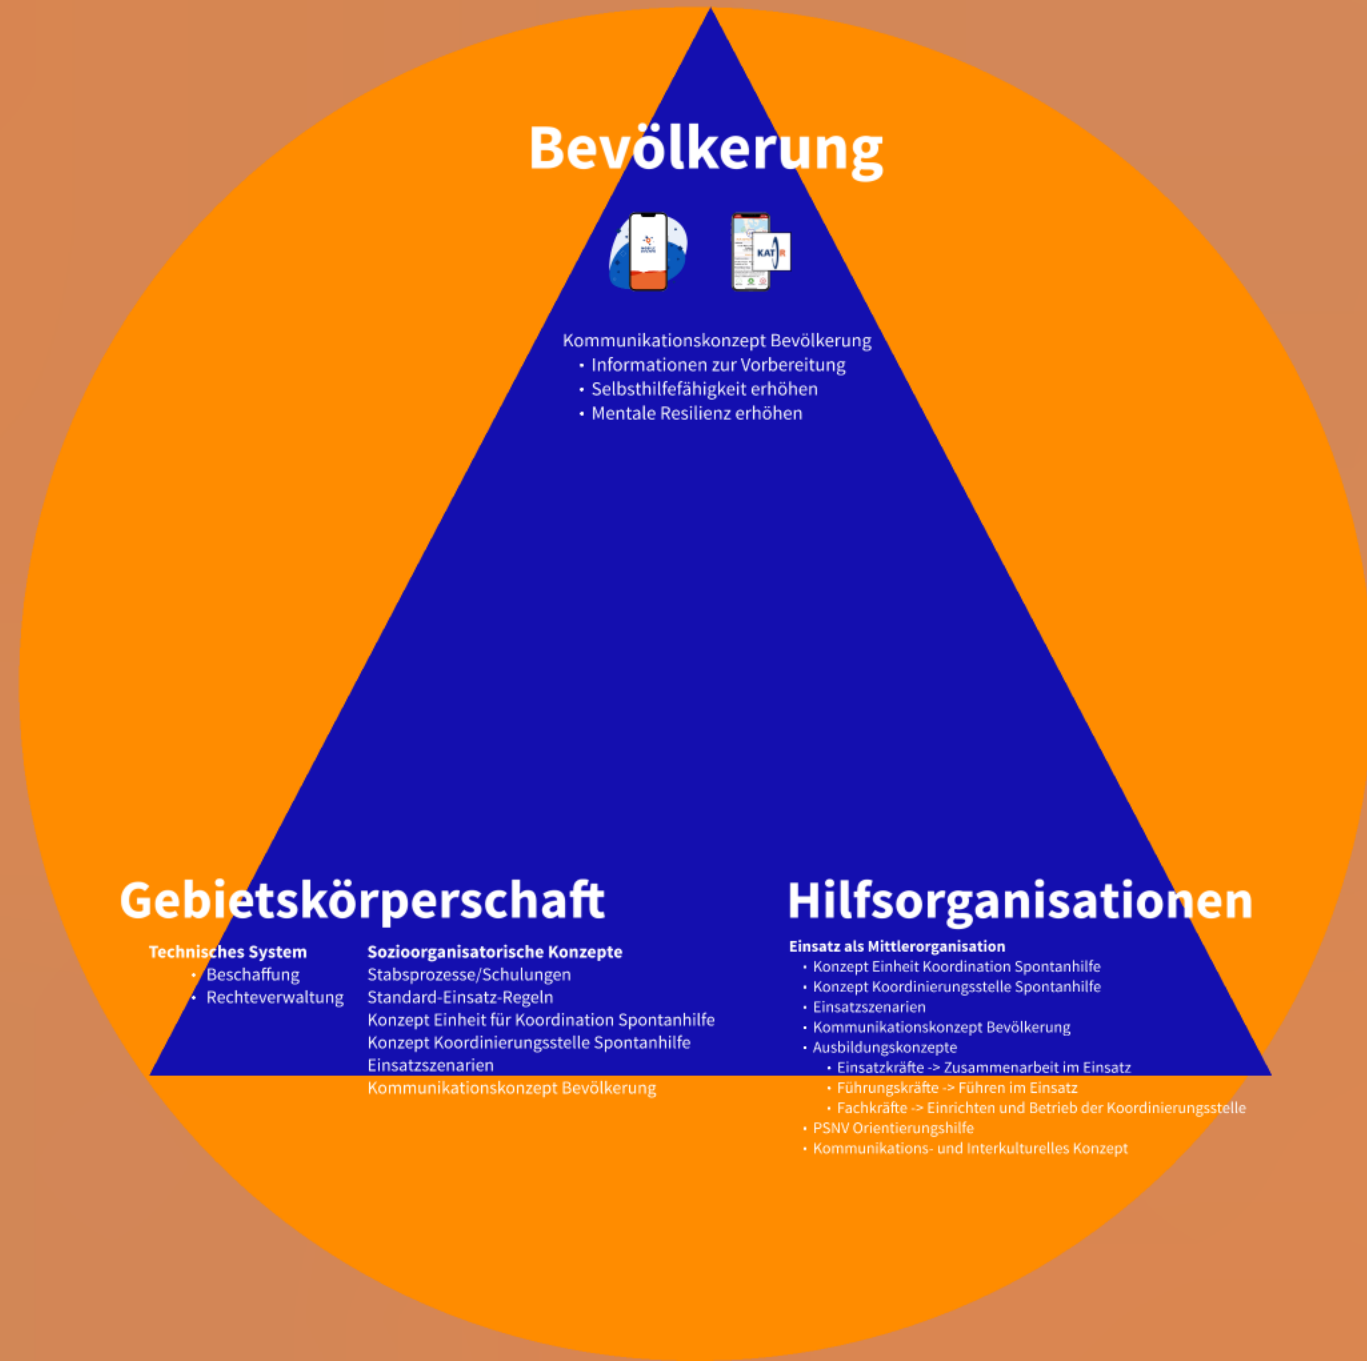 Bevölkerung
KAT R
Kommunikationskonzept Bevölkerung
• Informationen zur Vorbereitung
• Selbsthilfefähigkeit erhöhen
• Mentale Resilienz erhöhen
Gebietskörperschaft
Technisches System
• Beschaffung
• Rechteverwaltung
Sozioorganisatorische Konzepte
Stabsprozesse/Schulungen
Standard-Einsatz-Regeln
Konzept Einheit für Koordination Spontanhilfe
Konzept Koordinierungsstelle Spontanhilfe
Einsatzszenarien
Kommunikationskonzept Bevölkerung
Hilfsorganisationen
Einsatz als Mittlerorganisation
• Konzept Einheit Koordination Spontanhilfe
• Konzept Koordinierungsstelle Spontanhilfe
• Einsatzszenarien
• Kommunikationskonzept Bevölkerung
• Ausbildungskonzepte
• Einsatzkräfte -> Zusammenarbeit im Einsatz
• Führungskräfte -> Führen im Einsatz
• Fachkräfte -> Einrichten und Betrieb der Koordinierungsstelle
• PSNV Orientierungshilfe
• Kommunikations- und Interkulturelles Konzept